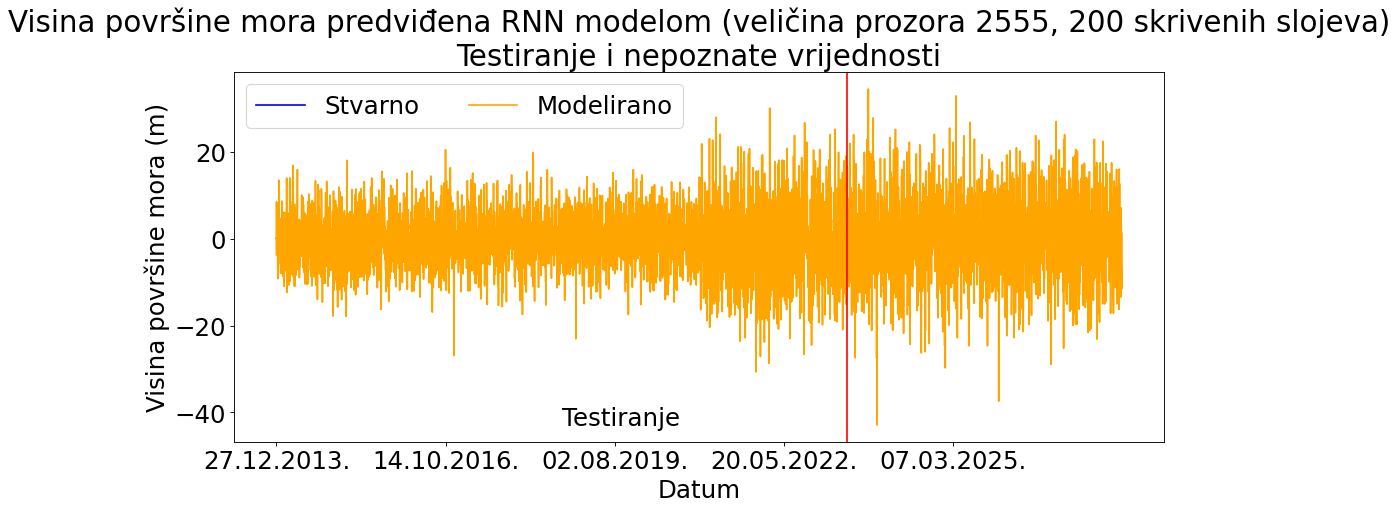 Visina površine mora predviđena RNN modelom (veličina prozora 2555, 200 skrivenih slojeva)
Testiranje i nepoznate vrijednosti
Stvarno
Modelirano
Visina površine mora (m)
20
0
−20
−40
Testiranje
27.12.2013.
14.10.2016.
02.08.2019.
20.05.2022.
07.03.2025.
Datum